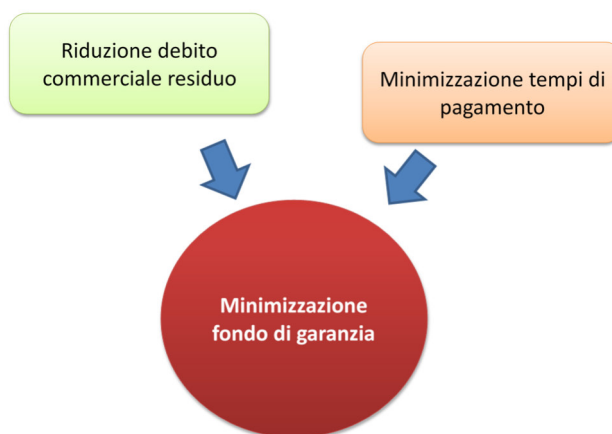 Riduzione debito
commerciale residuo
Minimizzazione tempi di
pagamento
Minimizzazione
fondo di garanzia